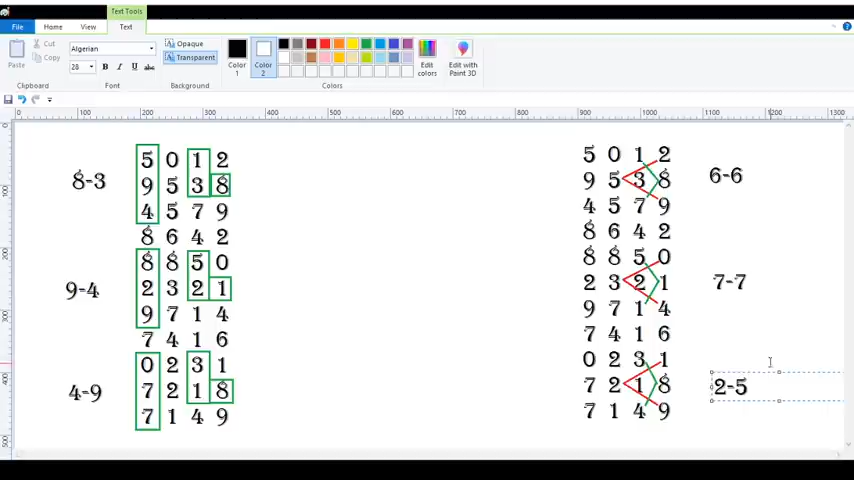 Text Tools
File Home View Text
Paste
Cut
Copy
Clipboard
Algerian
28 B I U abc
Font
Opaque
Transparent
Background
Color 1
Color 2
Edit colors
Edit with Paint 3D
Colors
0 100 200 300 400 500 600 700 800 900 1000 1100 1200 1300
0
100
200
300
400
500
5 0 1 2
9 5 3 8
4 5 7 9
8 6 4 2
8 8 5 0
2 3 2 1
9 7 1 4
7 4 1 6
0 2 3 1
7 2 1 8
7 1 4 9
8-3
9-4
4-9
5 0 1 2
9 5 3 8
4 5 7 9
8 6 4 2
8 8 5 0
2 3 2 1
9 7 1 4
7 4 1 6
0 2 3 1
7 2 1 8
7 1 4 9
6-6
7-7
2-5